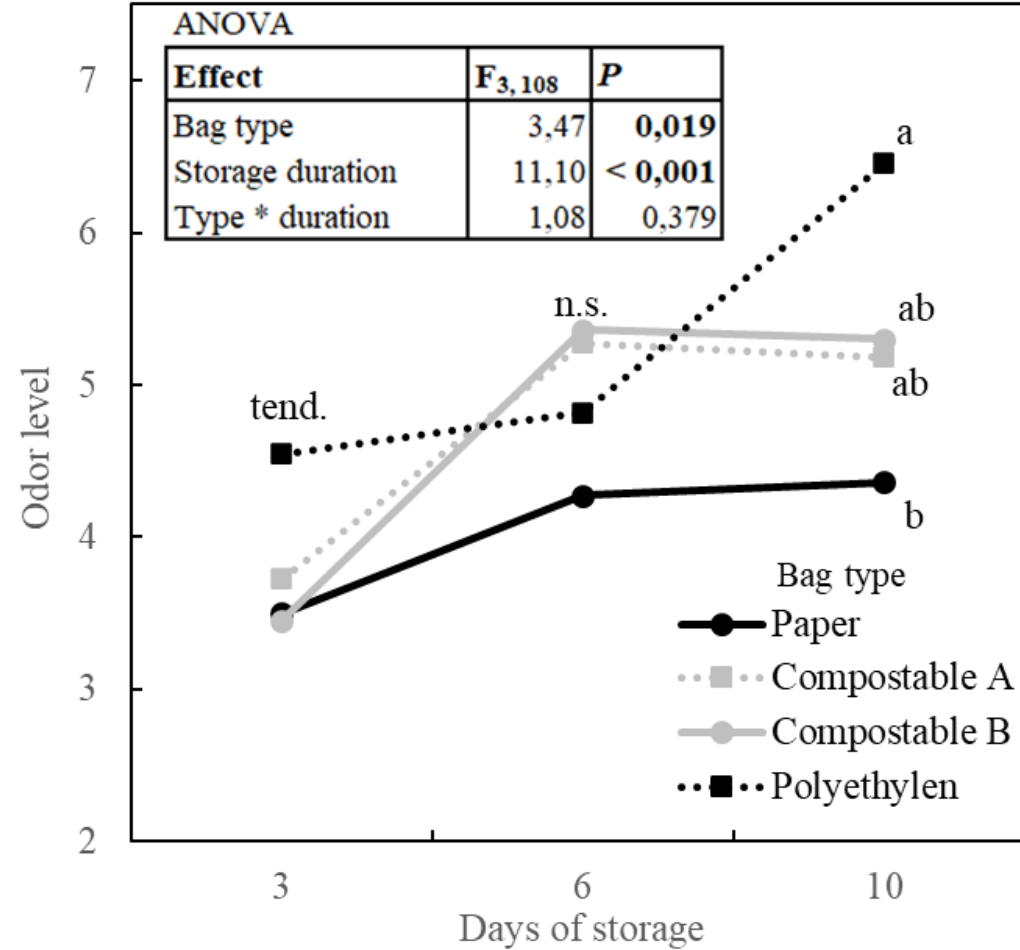 ANOVA
Effect F3, 108 P
Bag type 3,47 0,019
Storage duration 11,10 < 0,001
Type * duration 1,08 0,379
7
6
5
4
3
2
Odor level
tend.
n.s.
a
ab
ab
b
Bag type
Paper
Compostable A
Compostable B
Polyethylen
3 6 10
Days of storage